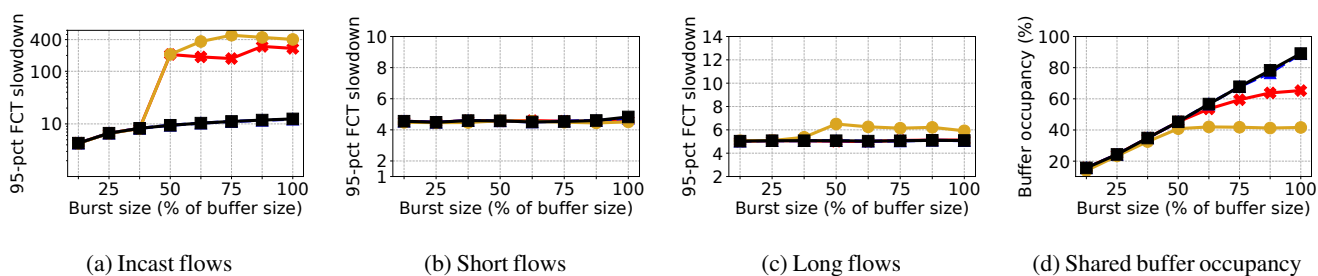 95-pct FCT slowdown
400
100
10
25 50 75 100
Burst size (% of buffer size)
(a) Incast flows
95-pct FCT slowdown
10
8
6
4
2
1
25 50 75 100
Burst size (% of buffer size)
(b) Short flows
95-pct FCT slowdown
14
12
10
8
6
4
2
25 50 75 100
Burst size (% of buffer size)
(c) Long flows
Buffer occupancy (%)
100
80
60
40
20
25 50 75 100
Burst size (% of buffer size)
(d) Shared buffer occupancy